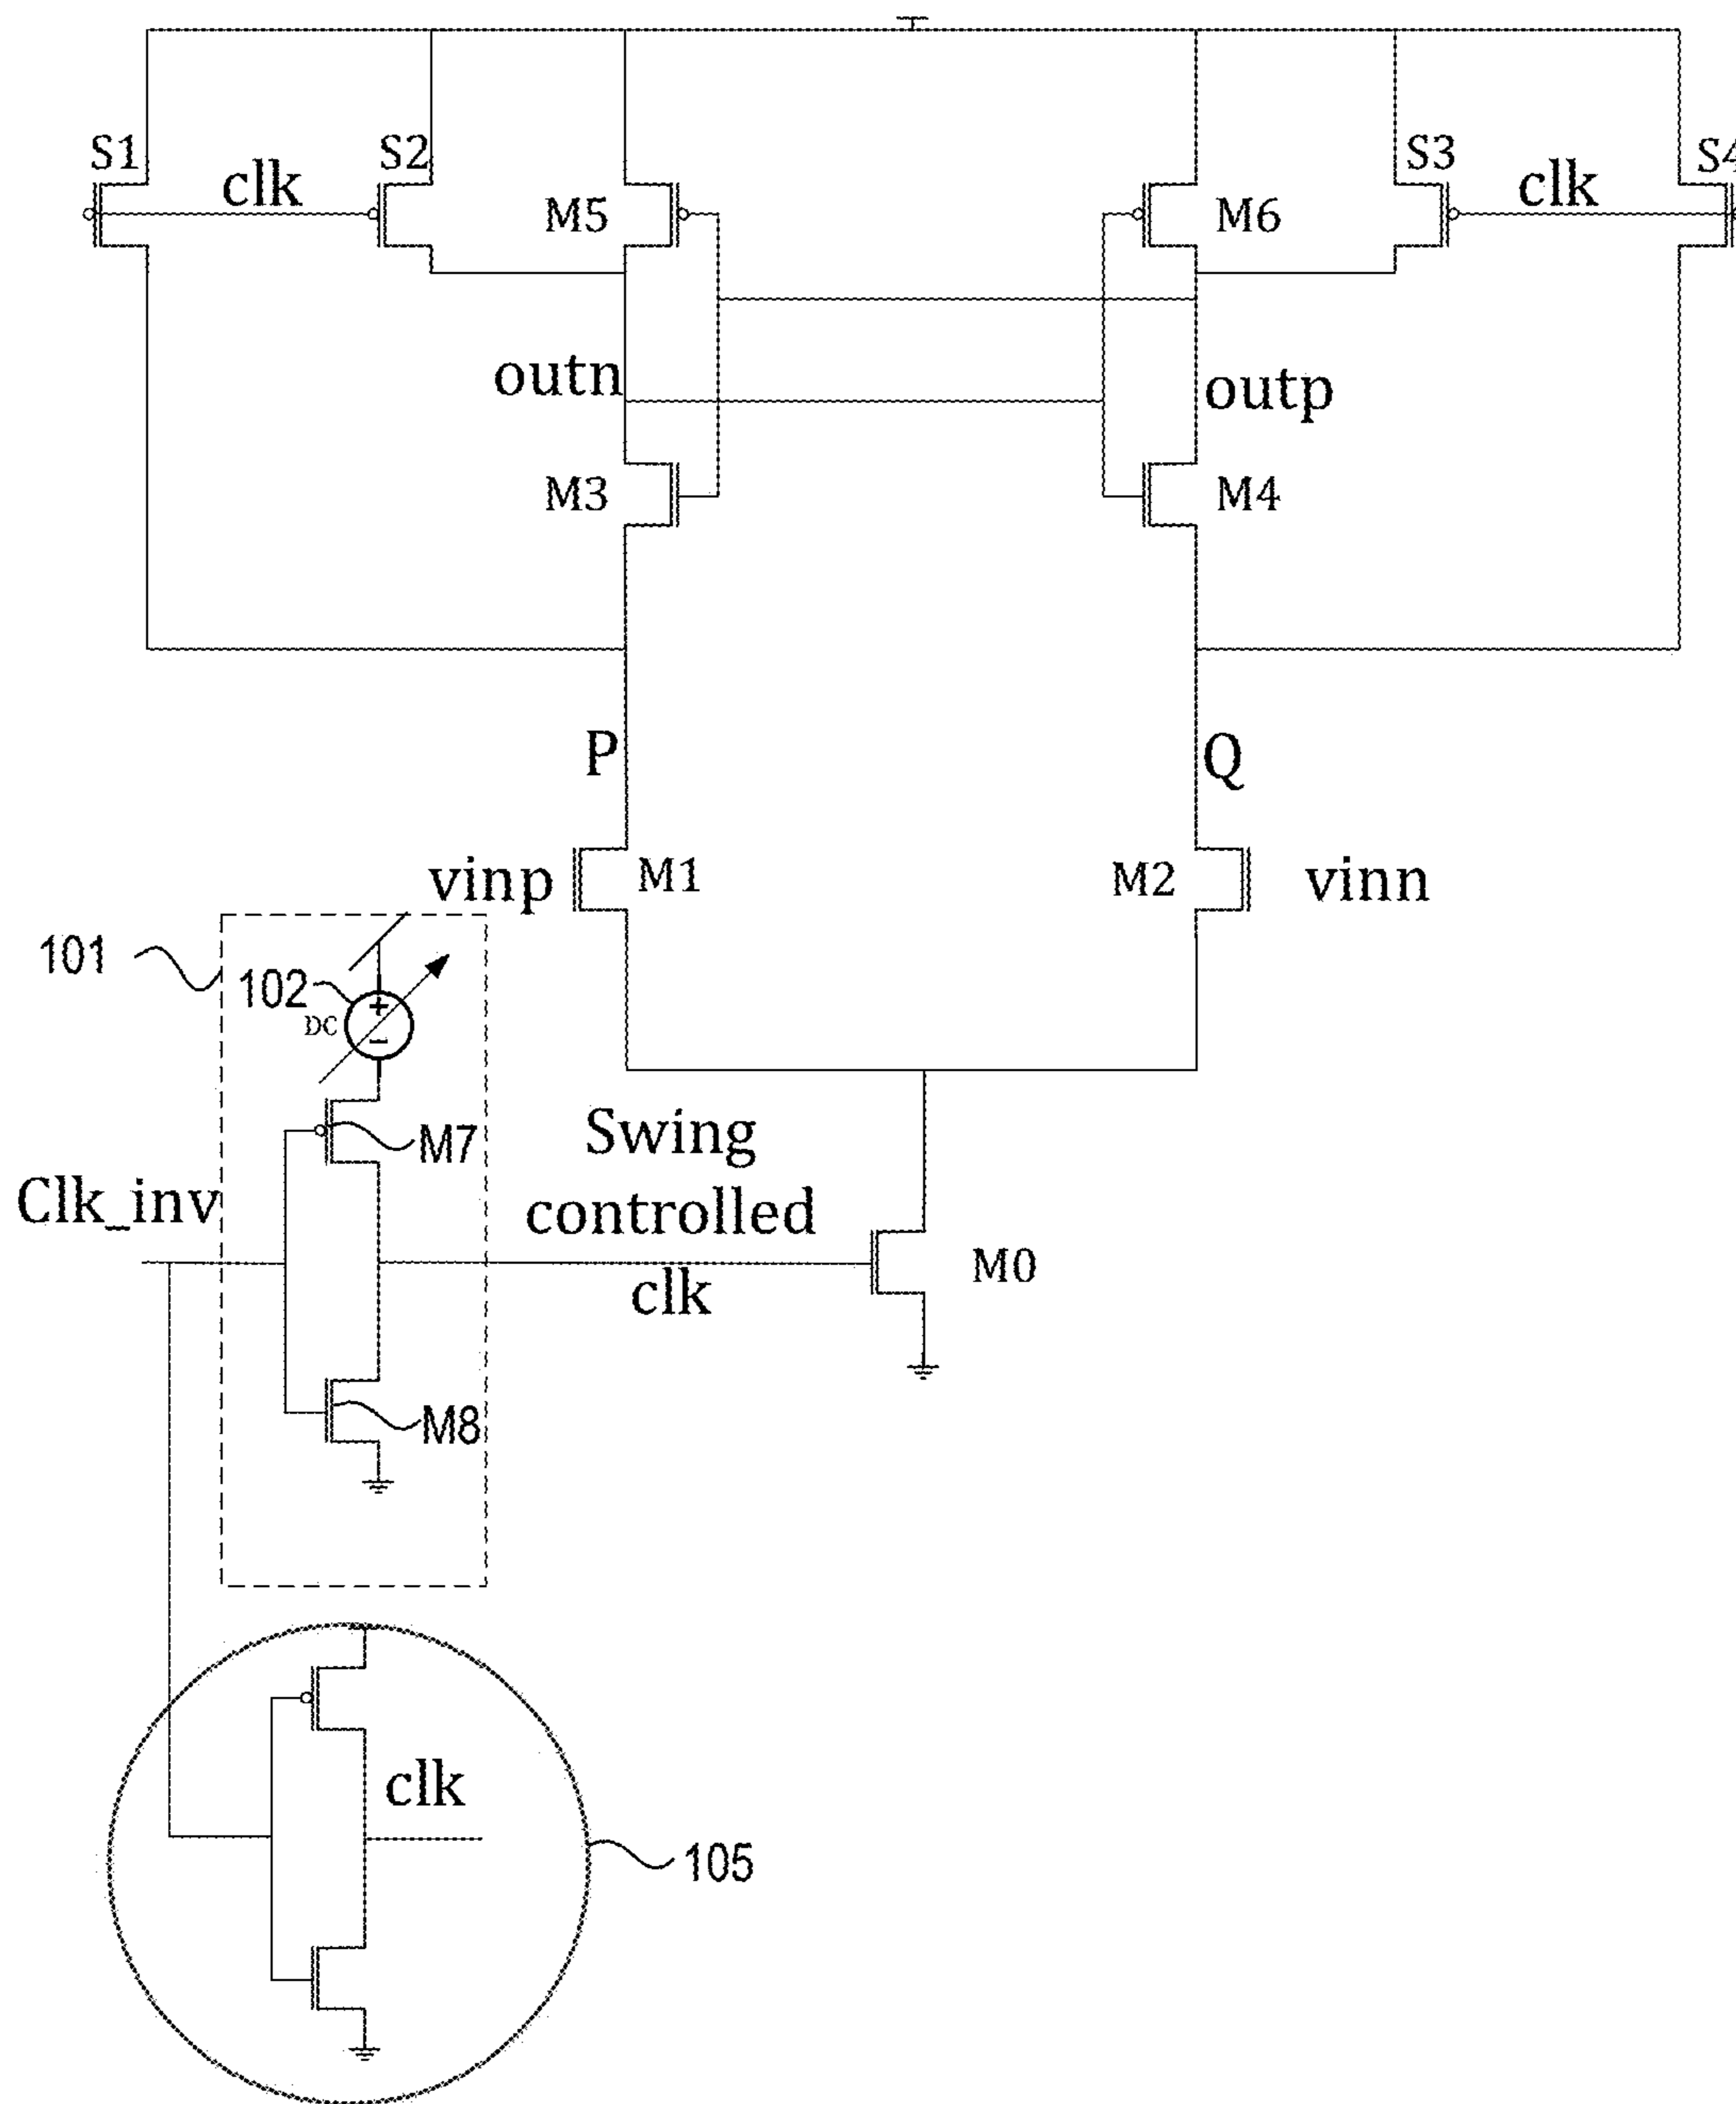 S1
clk
S2
M5
M6
S3
clk
S4
outn
outp
M3
M4
P
Q
vinp
M1
M2
vinn
101
102
+
DC
−
M7
Swing
controlled
clk
Clk_inv
M0
M8
clk
105